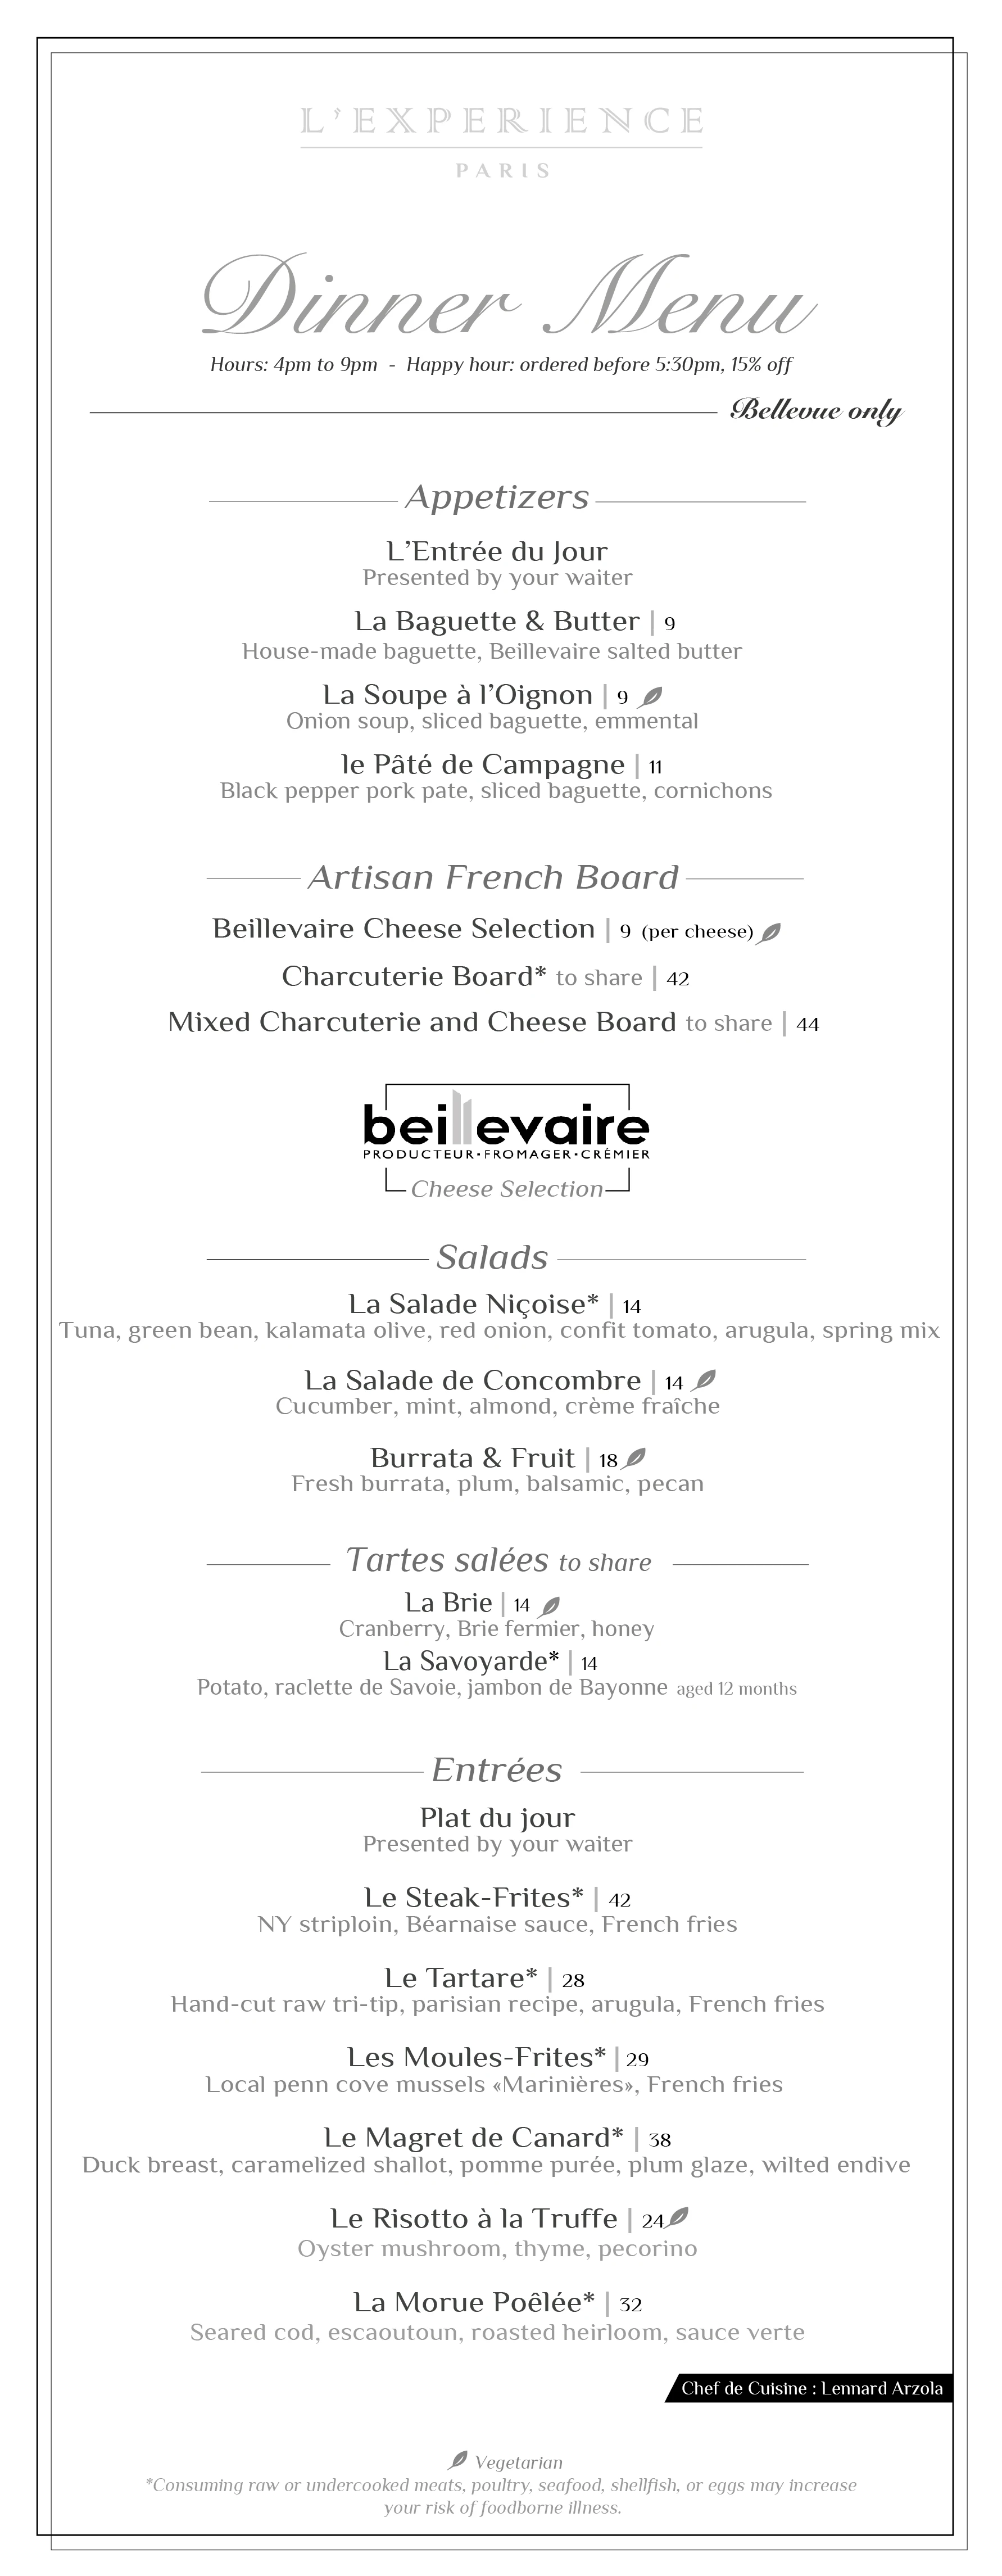 L'EXPERIENCE
PARIS
Dinner Menu
Hours: 4pm to 9pm - Happy hour: ordered before 5:30pm, 15% off
Bellevue only
Appetizers
L’Entrée du Jour
Presented by your waiter
La Baguette & Butter | 9
House-made baguette, Beillevaire salted butter
La Soupe à l’Oignon | 9
Onion soup, sliced baguette, emmental
le Pâté de Campagne | 11
Black pepper pork pate, sliced baguette, cornichons
Artisan French Board
Beillevaire Cheese Selection | 9 (per cheese)
Charcuterie Board* to share | 42
Mixed Charcuterie and Cheese Board to share | 44
beillevaire
PRODUCTEUR·FROMAGER·CRÉMIER
Cheese Selection
Salads
La Salade Niçoise* | 14
Tuna, green bean, kalamata olive, red onion, confit tomato, arugula, spring mix
La Salade de Concombre | 14
Cucumber, mint, almond, crème fraîche
Burrata & Fruit | 18
Fresh burrata, plum, balsamic, pecan
Tartes salées to share
La Brie | 14
Cranberry, Brie fermier, honey
La Savoyarde* | 14
Potato, raclette de Savoie, jambon de Bayonne aged 12 months
Entrées
Plat du jour
Presented by your waiter
Le Steak-Frites* | 42
NY striploin, Béarnaise sauce, French fries
Le Tartare* | 28
Hand-cut raw tri-tip, parisian recipe, arugula, French fries
Les Moules-Frites* | 29
Local penn cove mussels «Marinières», French fries
Le Magret de Canard* | 38
Duck breast, caramelized shallot, pomme purée, plum glaze, wilted endive
Le Risotto à la Truffe | 24
Oyster mushroom, thyme, pecorino
La Morue Poêlée* | 32
Seared cod, escaoutoun, roasted heirloom, sauce verte
Chef de Cuisine : Lennard Arzola
Vegetarian
*Consuming raw or undercooked meats, poultry, seafood, shellfish, or eggs may increase
your risk of foodborne illness.